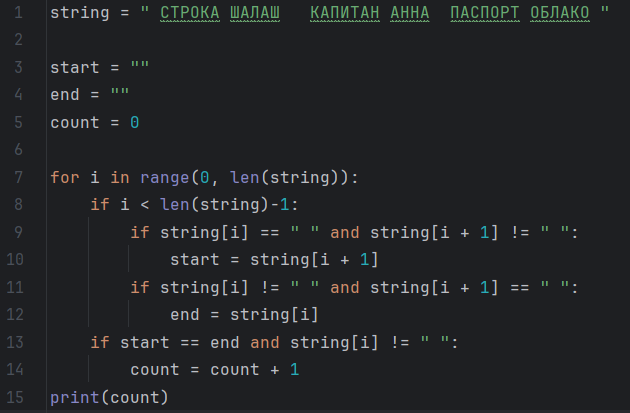 1 string = " СТРОКА ШАЛАШ   КАПИТАН АННА  ПАСПОРТ ОБЛАКО "
2
3 start = ""
4 end = ""
5 count = 0
6
7 for i in range(0, len(string)):
8     if i < len(string)-1:
9         if string[i] == " " and string[i + 1] != " ":
10             start = string[i + 1]
11         if string[i] != " " and string[i + 1] == " ":
12             end = string[i]
13     if start == end and string[i] != " ":
14         count = count + 1
15 print(count)